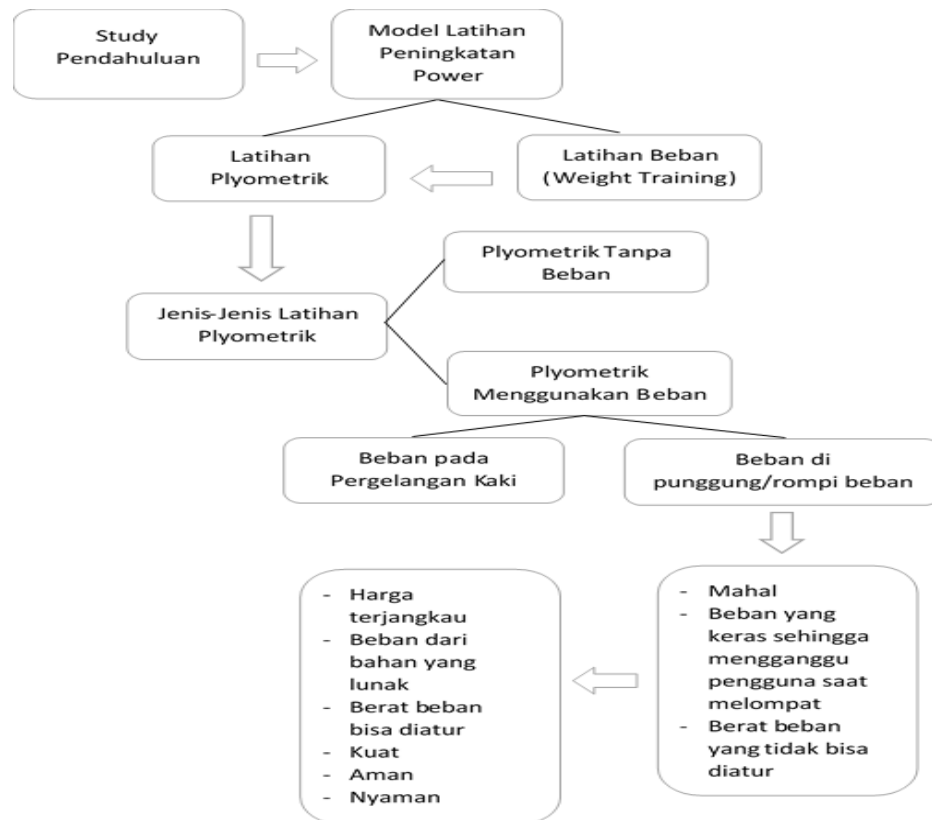 Study
Pendahuluan
Model Latihan
Peningkatan
Power
Latihan
Plyometrik
Latihan Beban
(Weight Training)
Plyometrik Tanpa
Beban
Jenis-Jenis Latihan
Plyometrik
Plyometrik
Menggunakan Beban
Beban pada
Pergelangan Kaki
Beban di
punggung/rompi beban
- Harga
terjangkau
- Beban dari
bahan yang
lunak
- Berat beban
bisa diatur
- Kuat
- Aman
- Nyaman
- Mahal
- Beban yang
keras sehingga
mengganggu
pengguna saat
melompat
- Berat beban
yang tidak bisa
diatur